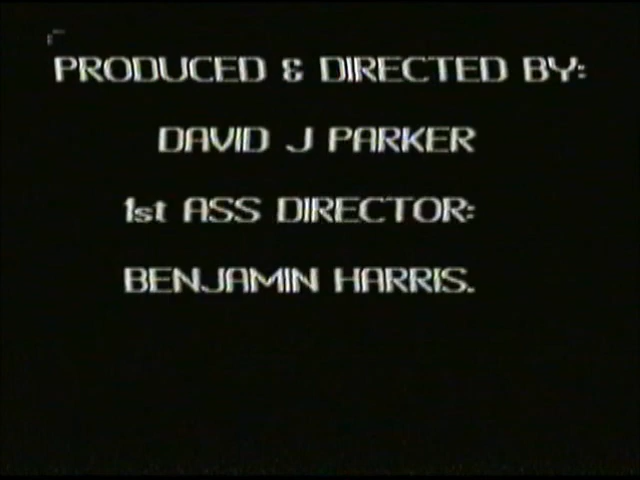 PRODUCED & DIRECTED BY:
DAVID J PARKER
1st ASS DIRECTOR:
BENJAMIN HARRIS.